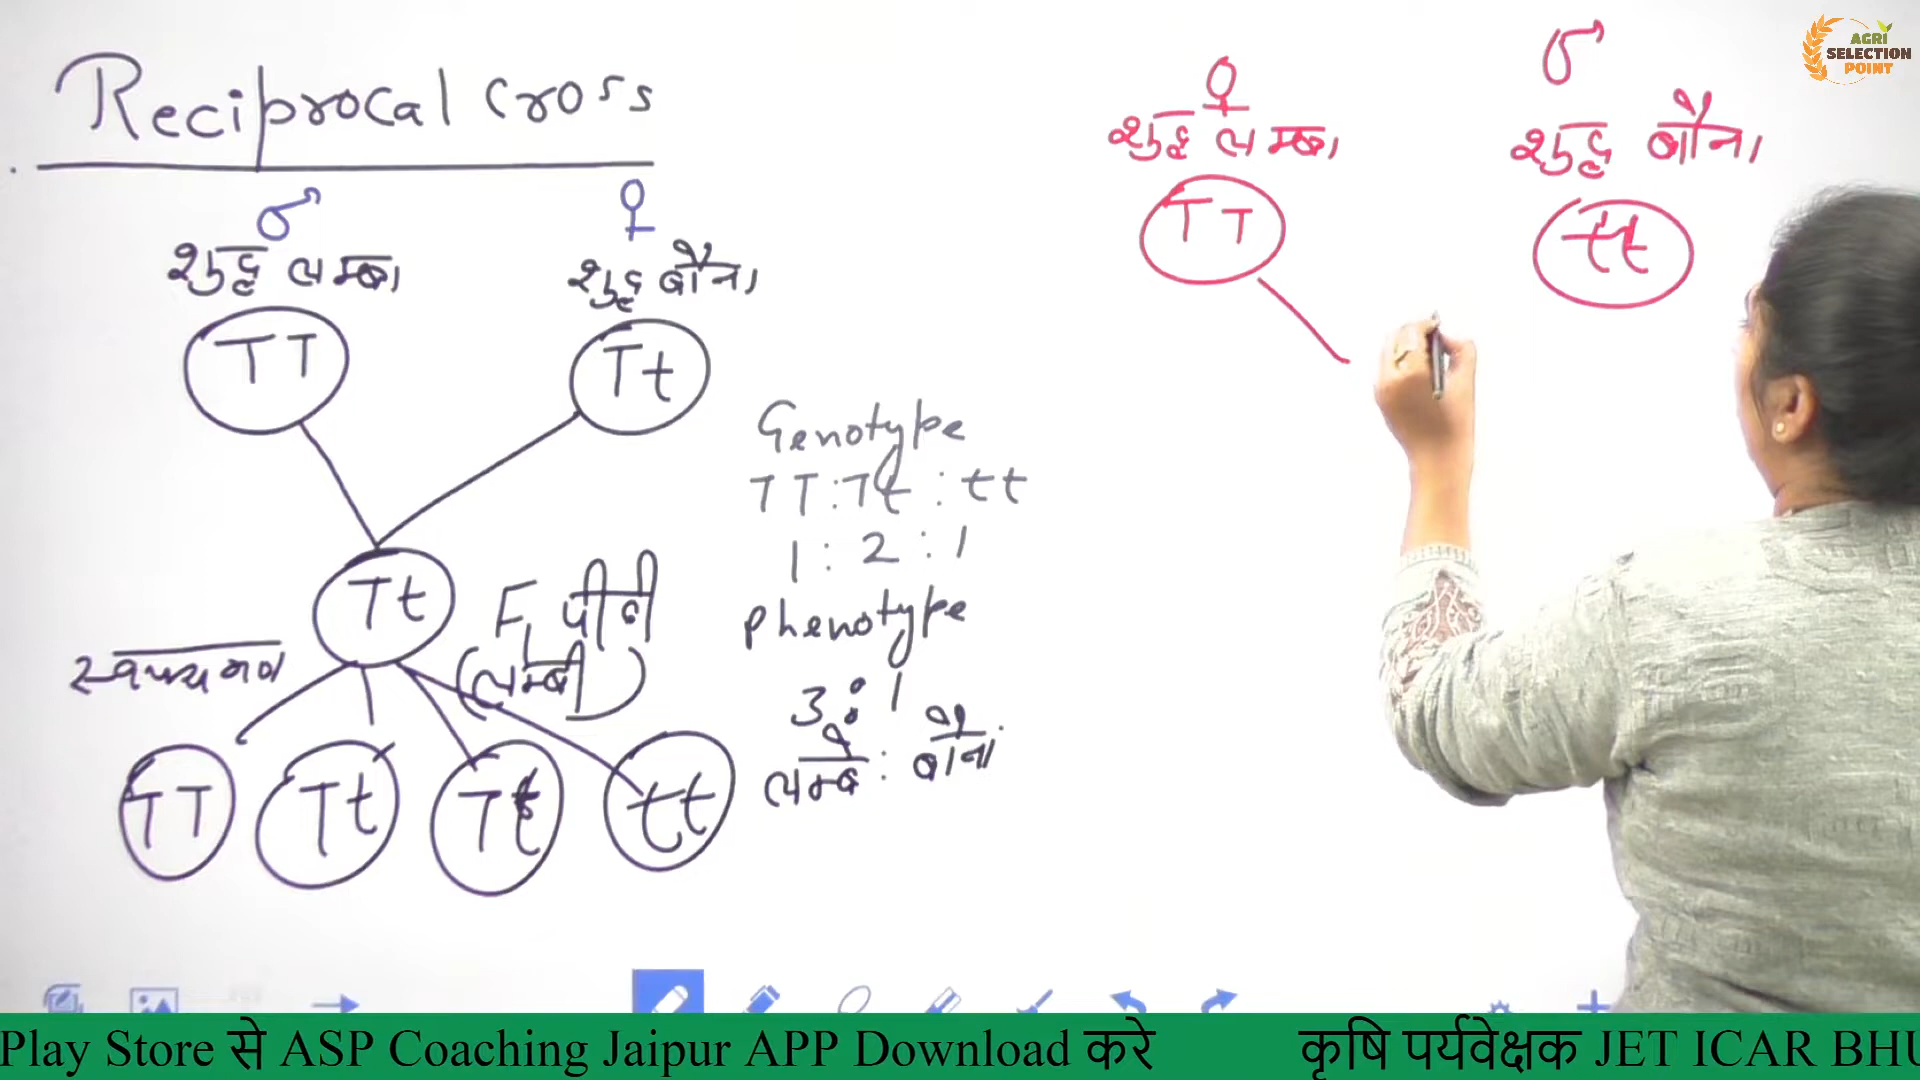 Reciprocal cross
♂ ♀
शुद्ध लम्बा शुद्ध बौना
TT Tt
Tt F₁ पीढी
(लम्बी)
स्वपरागण
TT Tt Tt tt
Genotype
TT : Tt : tt
1 : 2 : 1
phenotype
3 : 1
लम्बे : बौना
♀ ♂
शुद्ध लम्बा शुद्ध बौना
TT tt
AGRI
SELECTION
POINT
Play Store से ASP Coaching Jaipur APP Download करे कृषि पर्यवेक्षक JET ICAR BHU